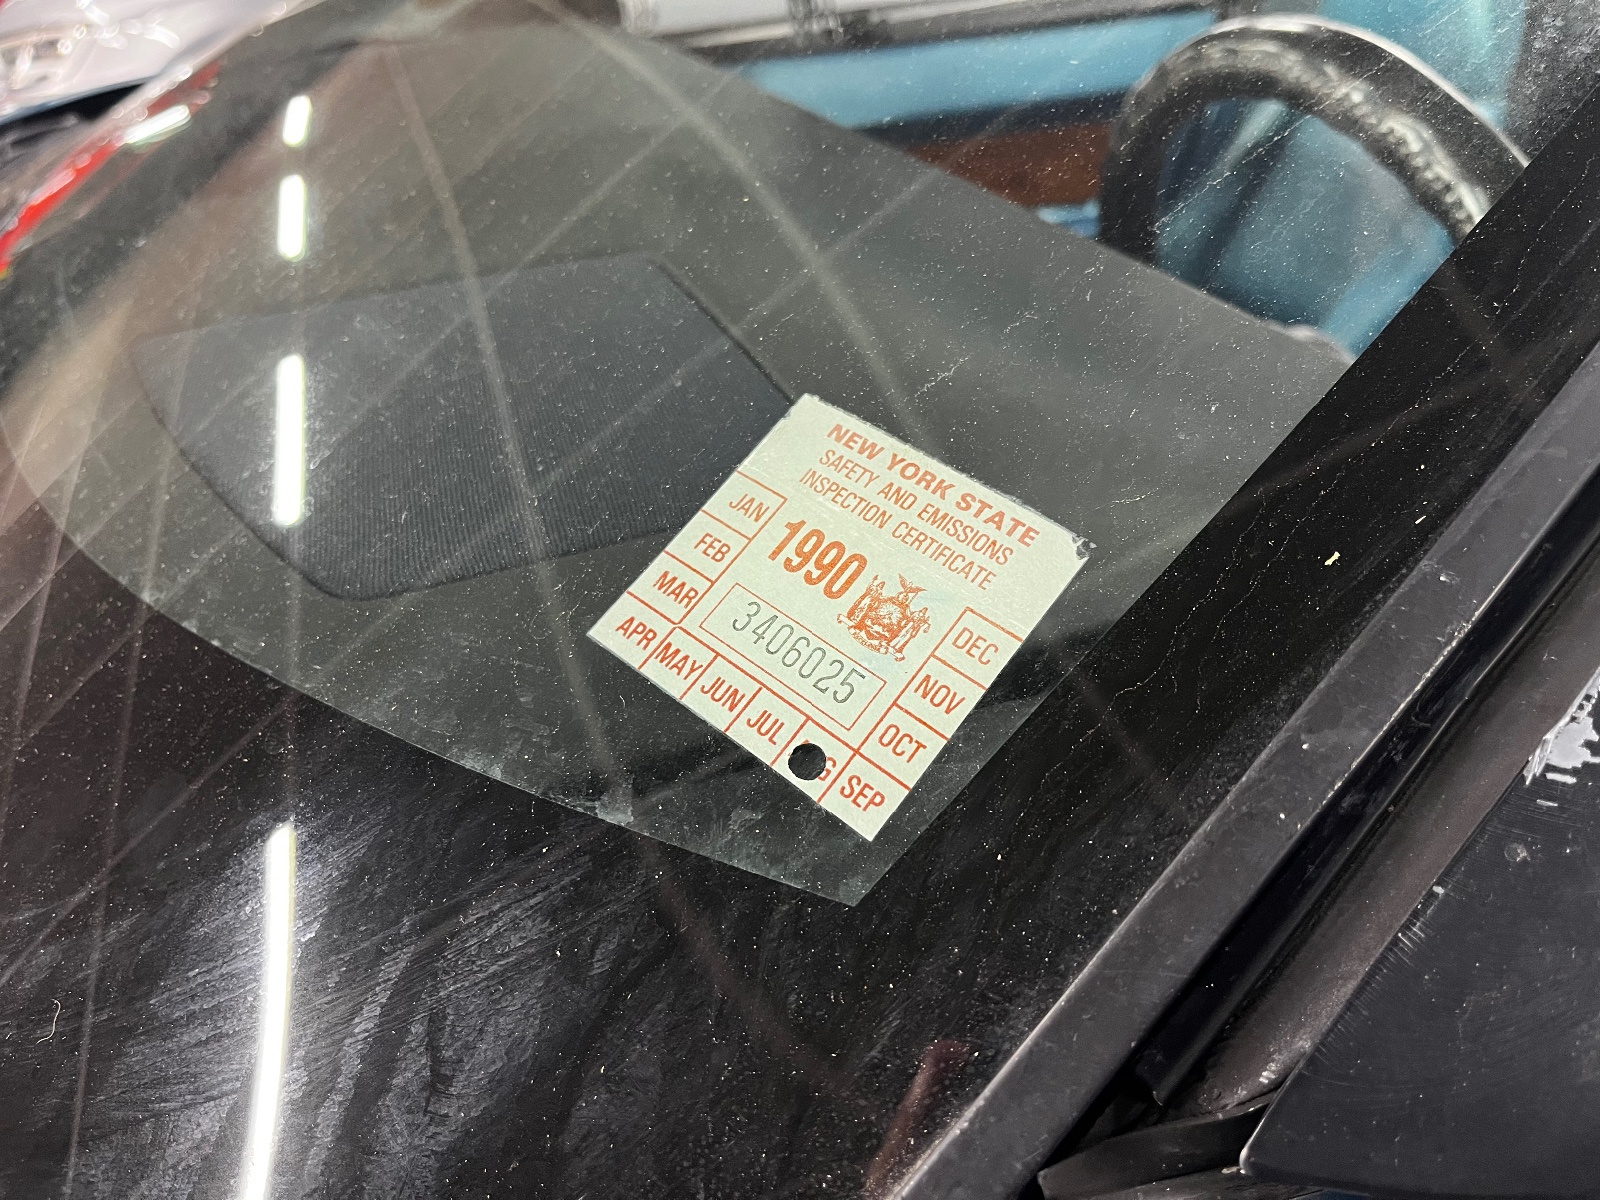 NEW YORK STATE
SAFETY AND EMISSIONS
INSPECTION CERTIFICATE
1990
3406025
JAN
FEB
MAR
APR
MAY
JUN
JUL
AUG
SEP
OCT
NOV
DEC